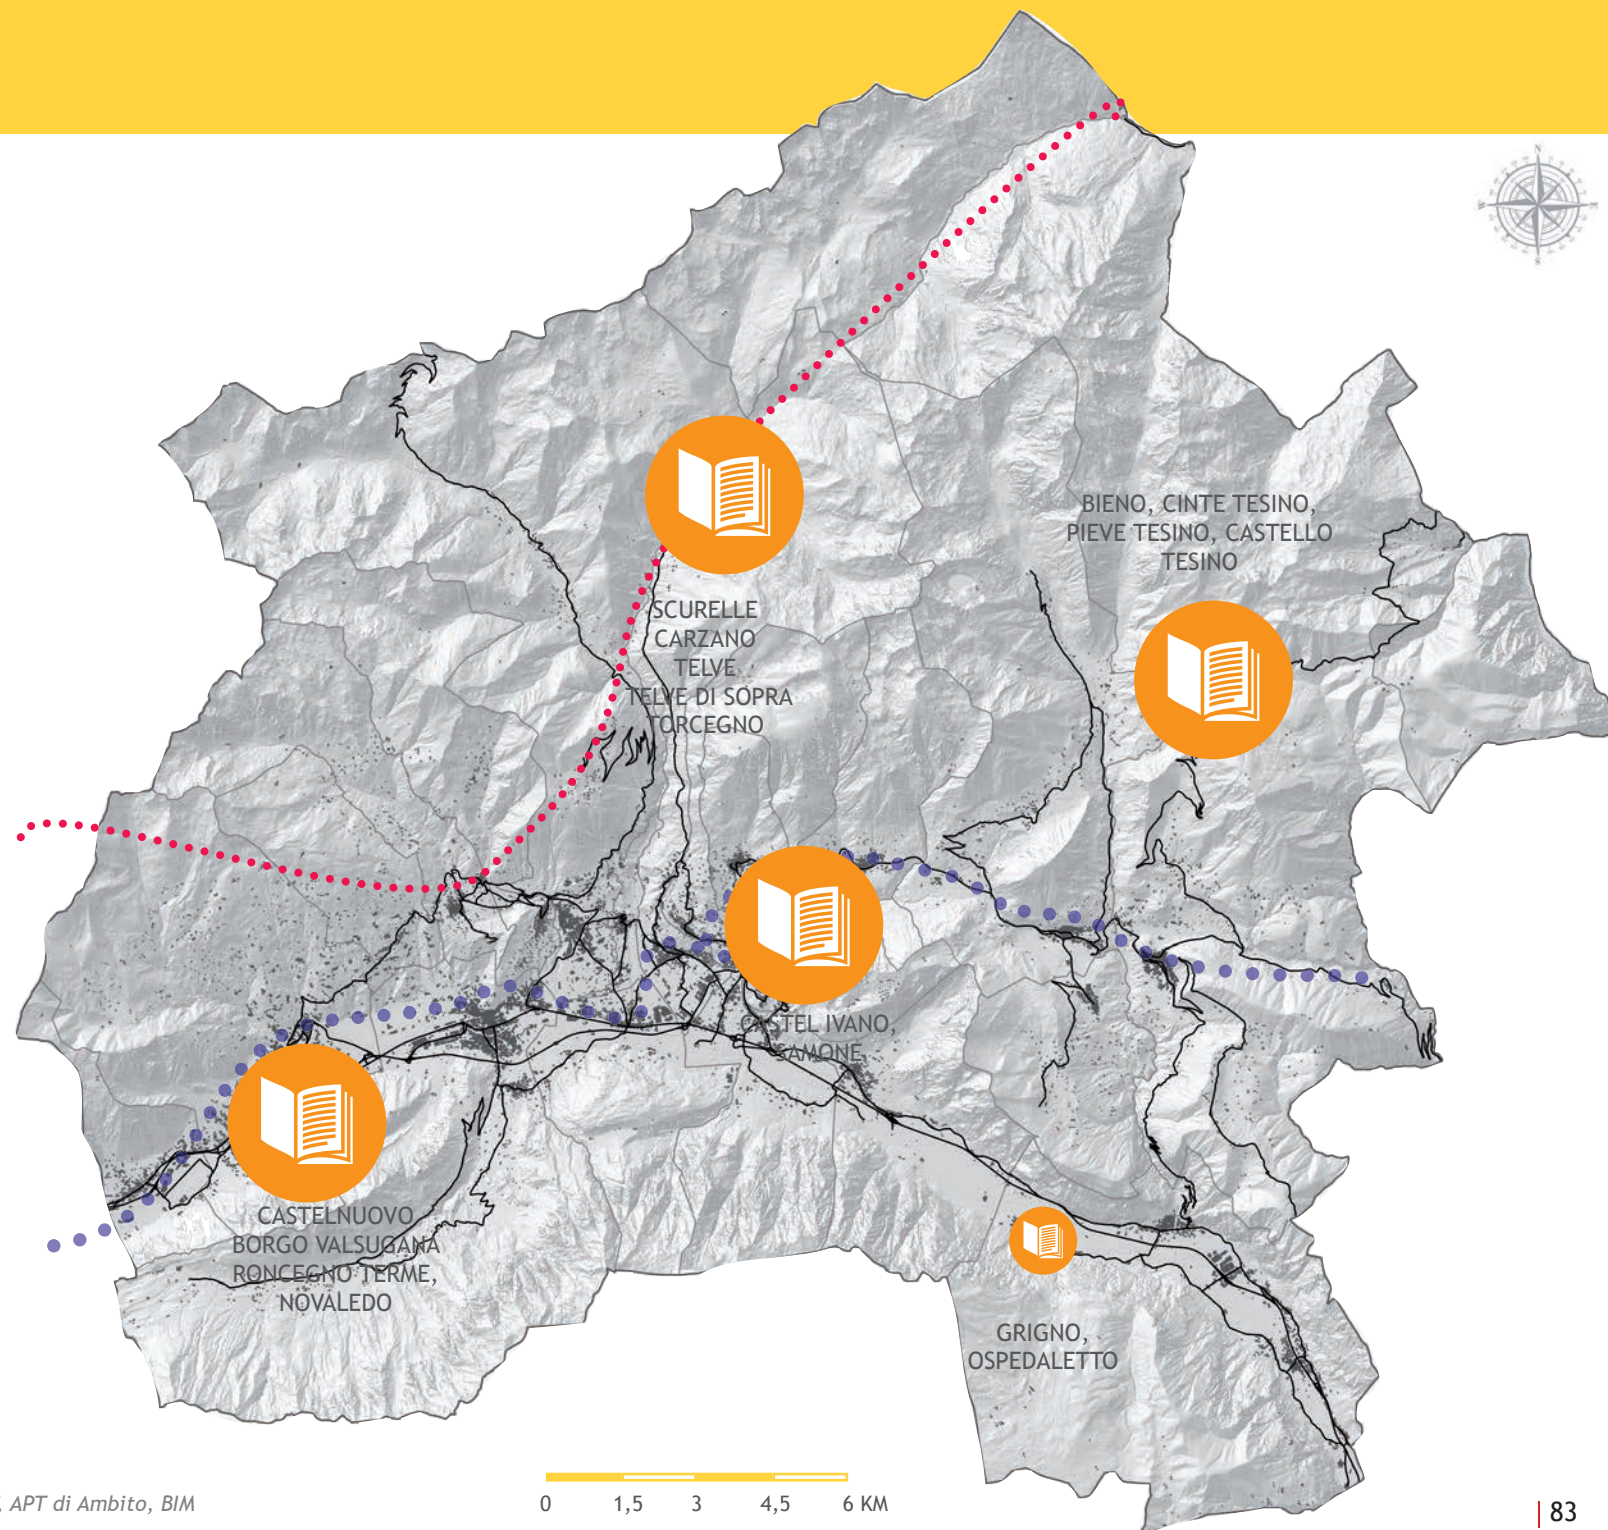 N
W
E
S
BIENO, CINTE TESINO,
PIEVE TESINO, CASTELLO
TESINO
SCURELLE
CARZANO
TELVE
TELVE DI SOPRA
TORCEGNO
CASTEL IVANO,
SAMONE
CASTELNUOVO
BORGO VALSUGANA
RONCEGNO TERME,
NOVALEDO
GRIGNO,
OSPEDALETTO
, APT di Ambito, BIM
0 1,5 3 4,5 6 KM
| 83